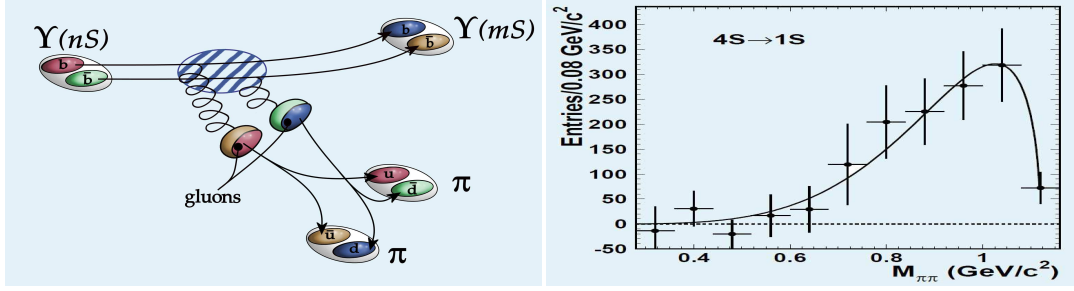 ϒ(nS)
b
b̄
b
b̄
ϒ(mS)
gluons
u
d̄
π
ū
d
π
4S→1S
Entries/0.08 GeV/c²
400
350
300
250
200
150
100
50
0
-50
0.4
0.6
0.8
1
Mππ (GeV/c²)